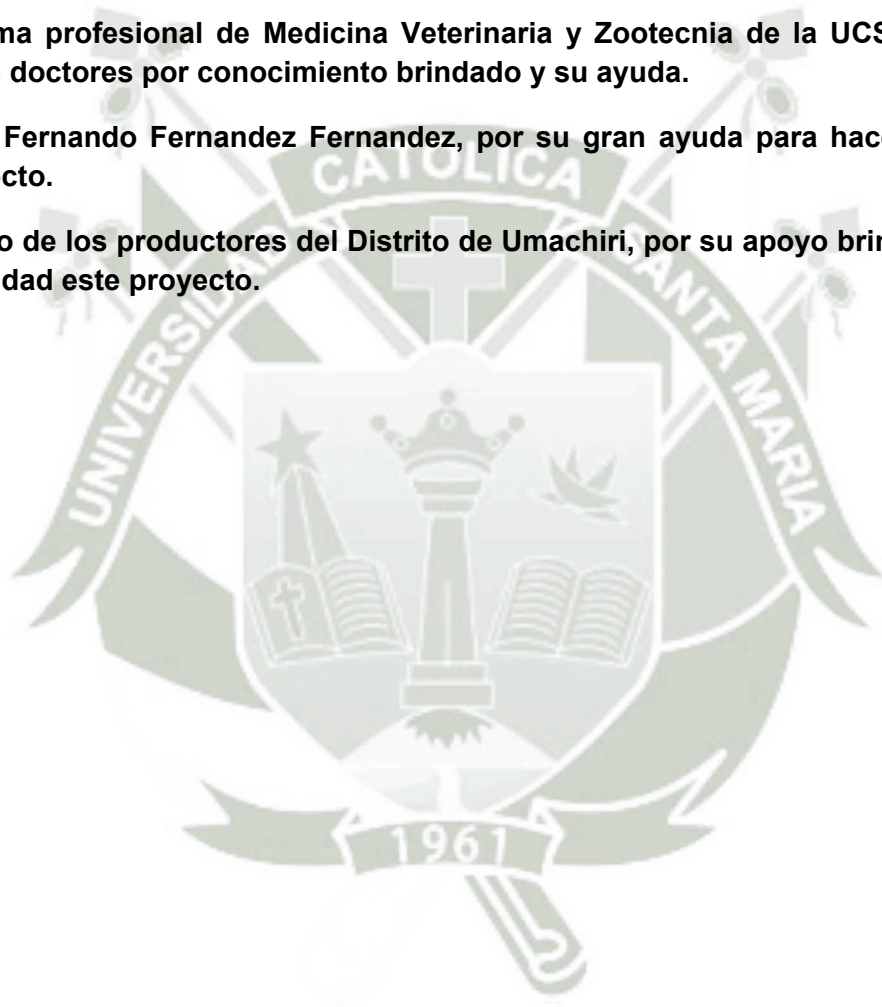 ma profesional de Medicina Veterinaria y Zootecnia de la UCS
doctores por conocimiento brindado y su ayuda.
Fernando Fernandez Fernandez, por su gran ayuda para hac
cto.
o de los productores del Distrito de Umachiri, por su apoyo brin
idad este proyecto.
UNIVERSIDAD CATOLICA SANTA MARIA
1961